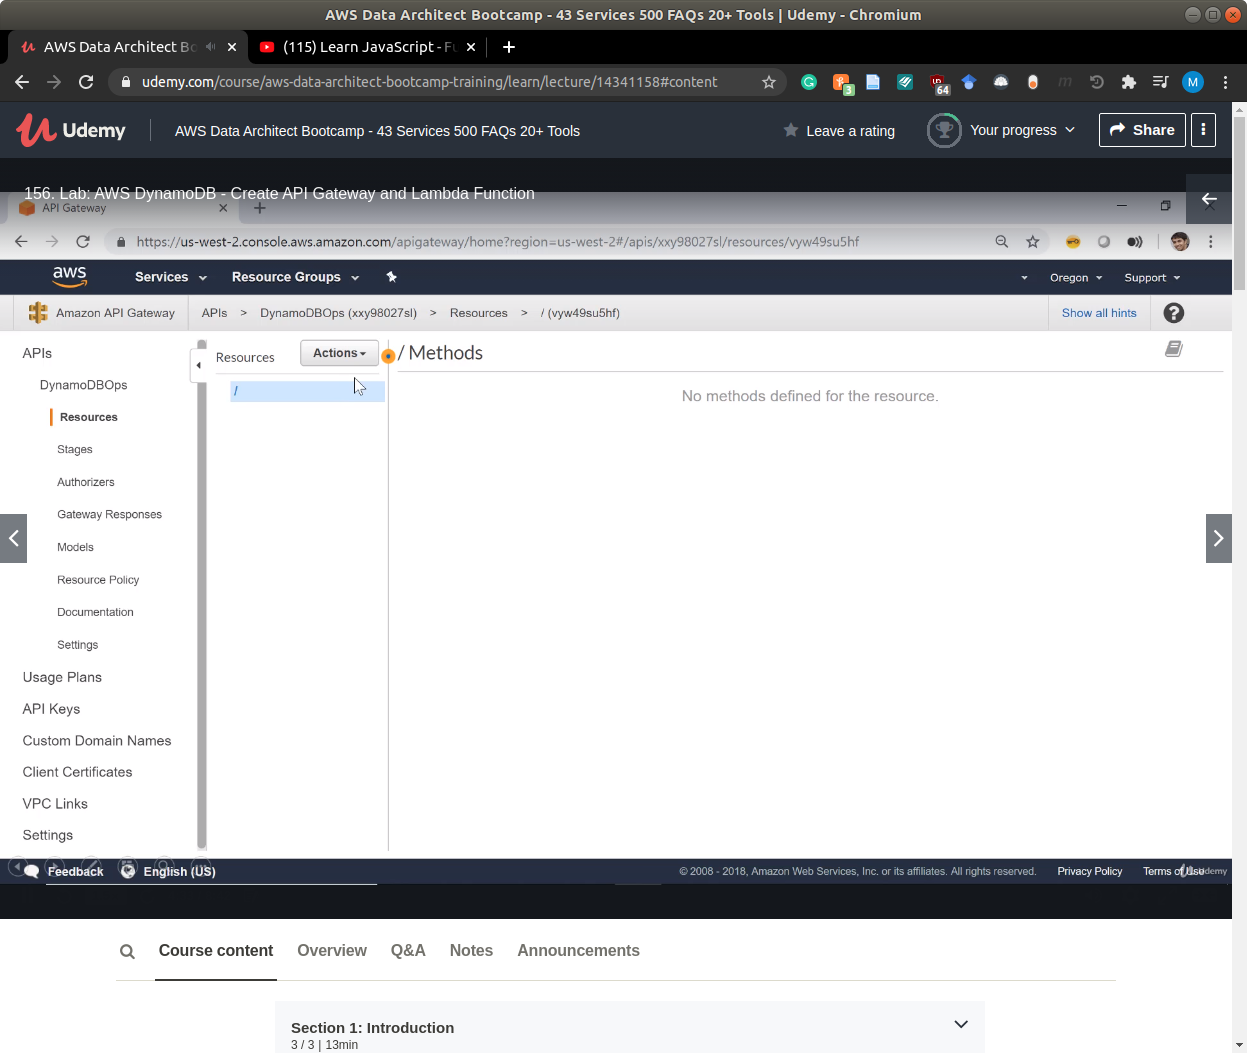 AWS Data Architect Bootcamp - 43 Services 500 FAQs 20+ Tools | Udemy - Chromium
AWS Data Architect Bo
(115) Learn JavaScript - Fu
udemy.com/course/aws-data-architect-bootcamp-training/learn/lecture/14341158#content
3
64
M
Udemy
AWS Data Architect Bootcamp - 43 Services 500 FAQs 20+ Tools
Leave a rating
Your progress
Share
156. Lab: AWS DynamoDB - Create API Gateway and Lambda Function
API Gateway
https://us-west-2.console.aws.amazon.com/apigateway/home?region=us-west-2#/apis/xxy98027sl/resources/vyw49su5hf
aws
Services
Resource Groups
Oregon
Support
Amazon API Gateway
APIs > DynamoDBOps (xxy98027sl) > Resources > / (vyw49su5hf)
Show all hints
?
APIs
DynamoDBOps
Resources
Stages
Authorizers
Gateway Responses
Models
Resource Policy
Documentation
Settings
Usage Plans
API Keys
Custom Domain Names
Client Certificates
VPC Links
Settings
Resources
Actions
/
/ Methods
No methods defined for the resource.
Feedback
English (US)
© 2008 - 2018, Amazon Web Services, Inc. or its affiliates. All rights reserved.
Privacy Policy
Terms of Use
Course content
Overview
Q&A
Notes
Announcements
Section 1: Introduction
3 / 3 | 13min